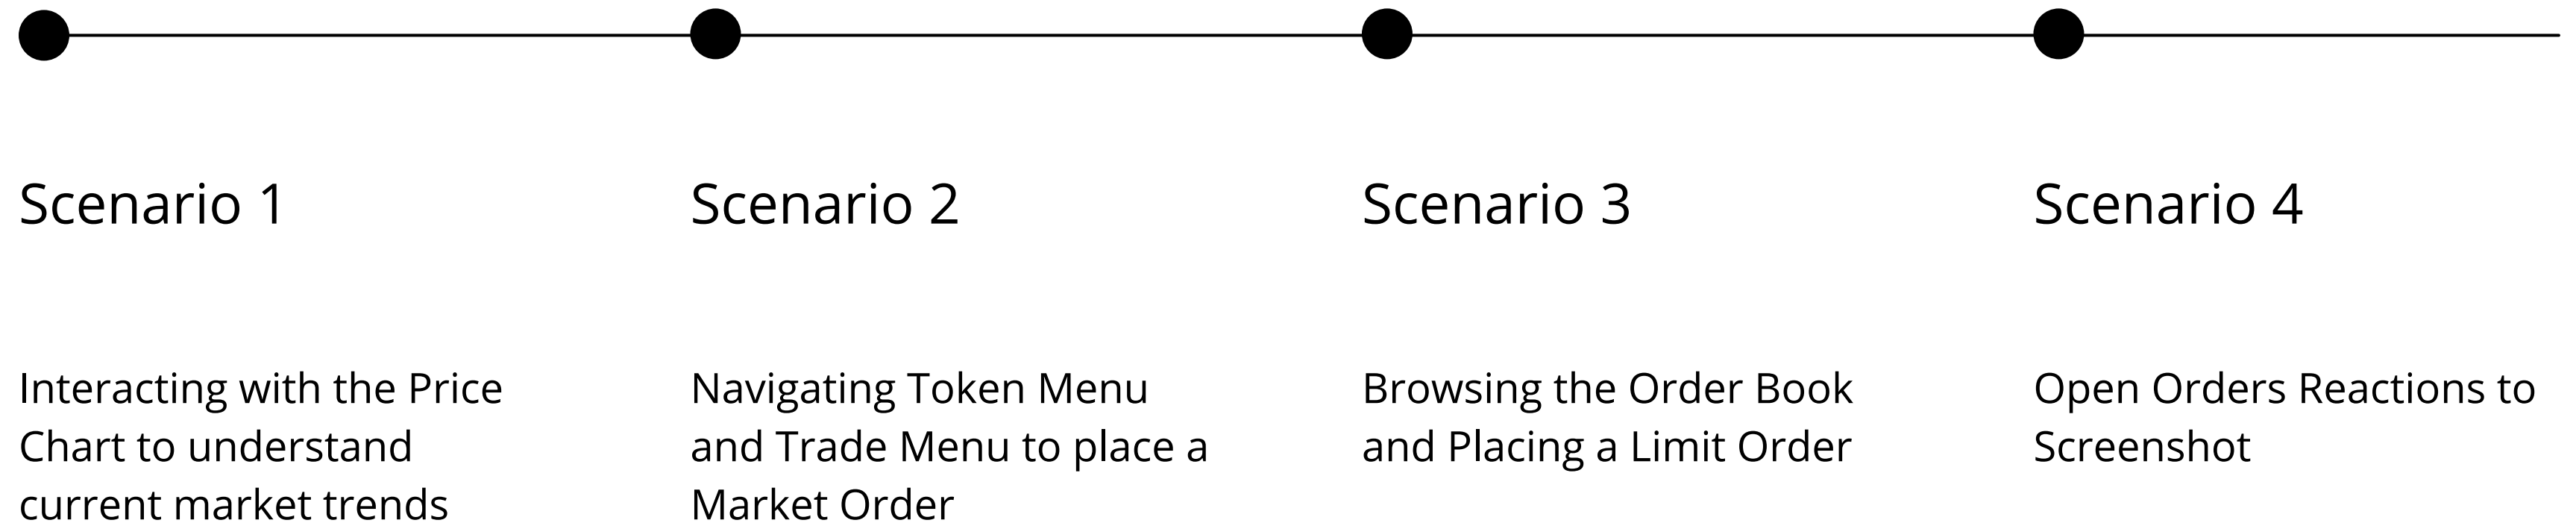 Scenario 1
Scenario 2
Scenario 3
Scenario 4
Interacting with the Price
Chart to understand
current market trends
Navigating Token Menu
and Trade Menu to place a
Market Order
Browsing the Order Book
and Placing a Limit Order
Open Orders Reactions to
Screenshot